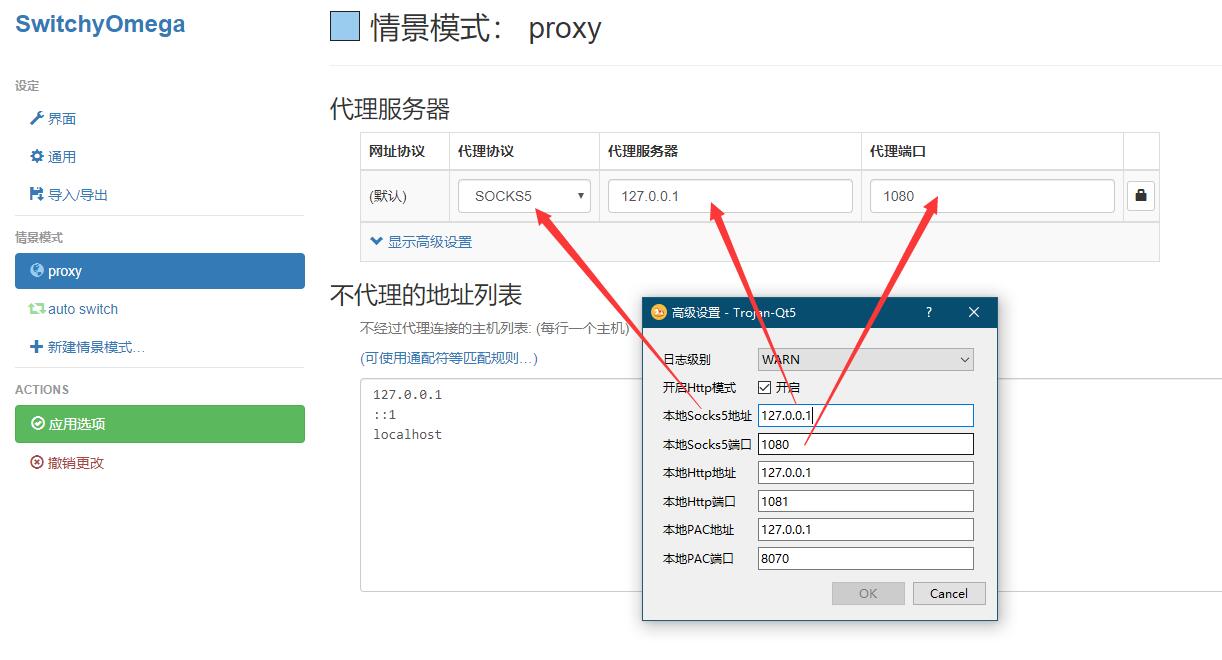 SwitchyOmega
设定
界面
通用
导入/导出
情景模式
proxy
auto switch
新建情景模式…
ACTIONS
应用选项
撤销更改
情景模式： proxy
代理服务器
网址协议 代理协议 代理服务器 代理端口
(默认) SOCKS5 127.0.0.1 1080
显示高级设置
不代理的地址列表
不经过代理连接的主机列表: (每行一个主机)
(可使用通配符等匹配规则…)
127.0.0.1
::1
localhost
高级设置 - Trojan-Qt5 ?
日志级别 WARN
开启Http模式 开启
本地Socks5地址 127.0.0.1
本地Socks5端口 1080
本地Http地址 127.0.0.1
本地Http端口 1081
本地PAC地址 127.0.0.1
本地PAC端口 8070
OK Cancel